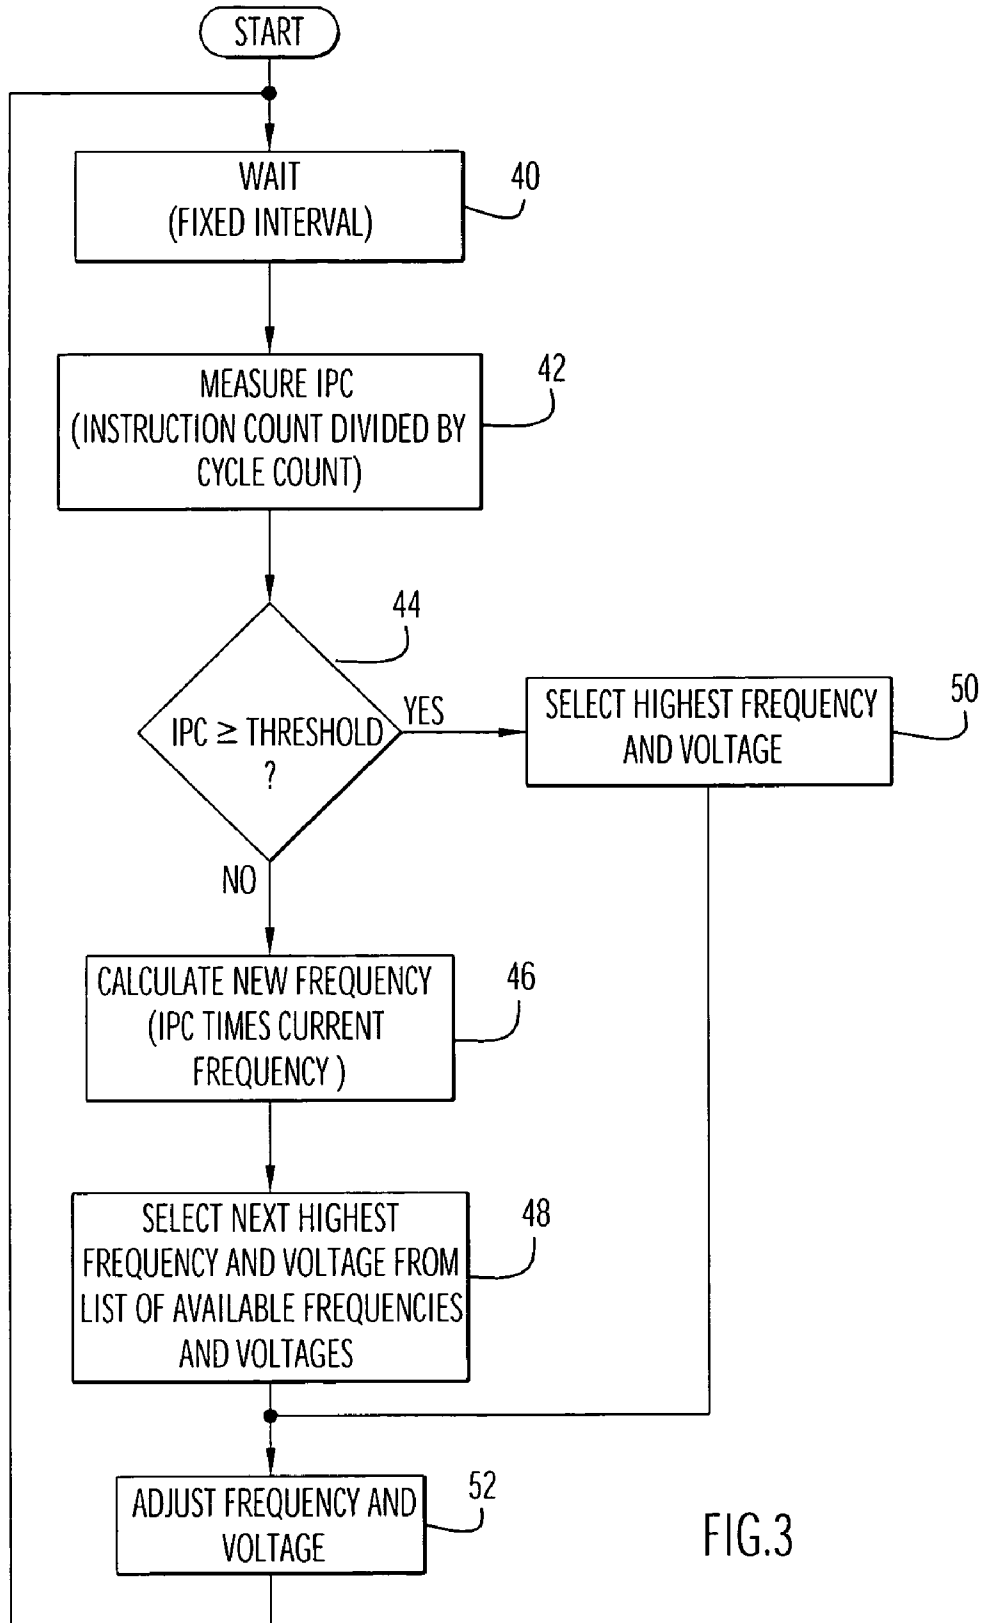 START
WAIT
(FIXED INTERVAL)
40
MEASURE IPC
(INSTRUCTION COUNT DIVIDED BY
CYCLE COUNT)
42
44
IPC ≥ THRESHOLD
?
YES
SELECT HIGHEST FREQUENCY
AND VOLTAGE
50
NO
CALCULATE NEW FREQUENCY
(IPC TIMES CURRENT
FREQUENCY )
46
SELECT NEXT HIGHEST
FREQUENCY AND VOLTAGE FROM
LIST OF AVAILABLE FREQUENCIES
AND VOLTAGES
48
ADJUST FREQUENCY AND
VOLTAGE
52
FIG.3